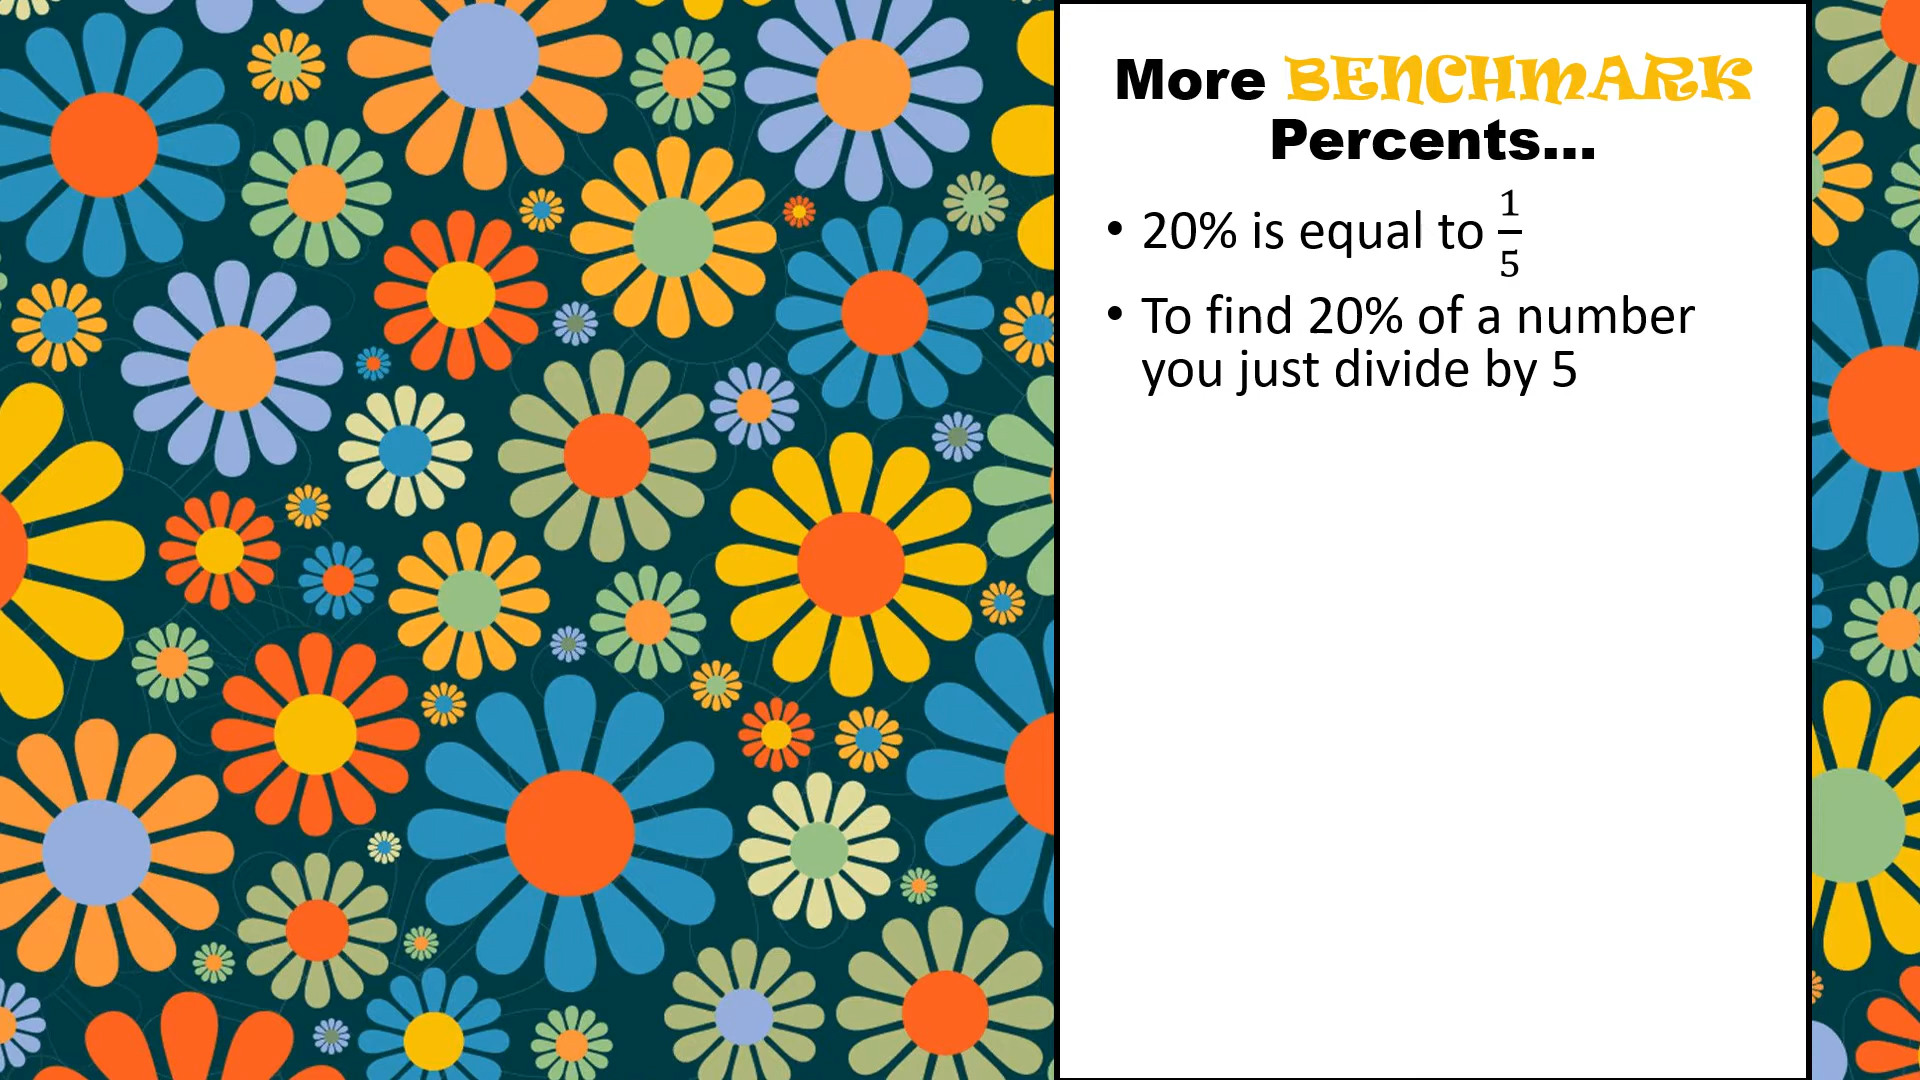 More BENCHMARK
Percents...
• 20% is equal to 1/5
• To find 20% of a number
you just divide by 5